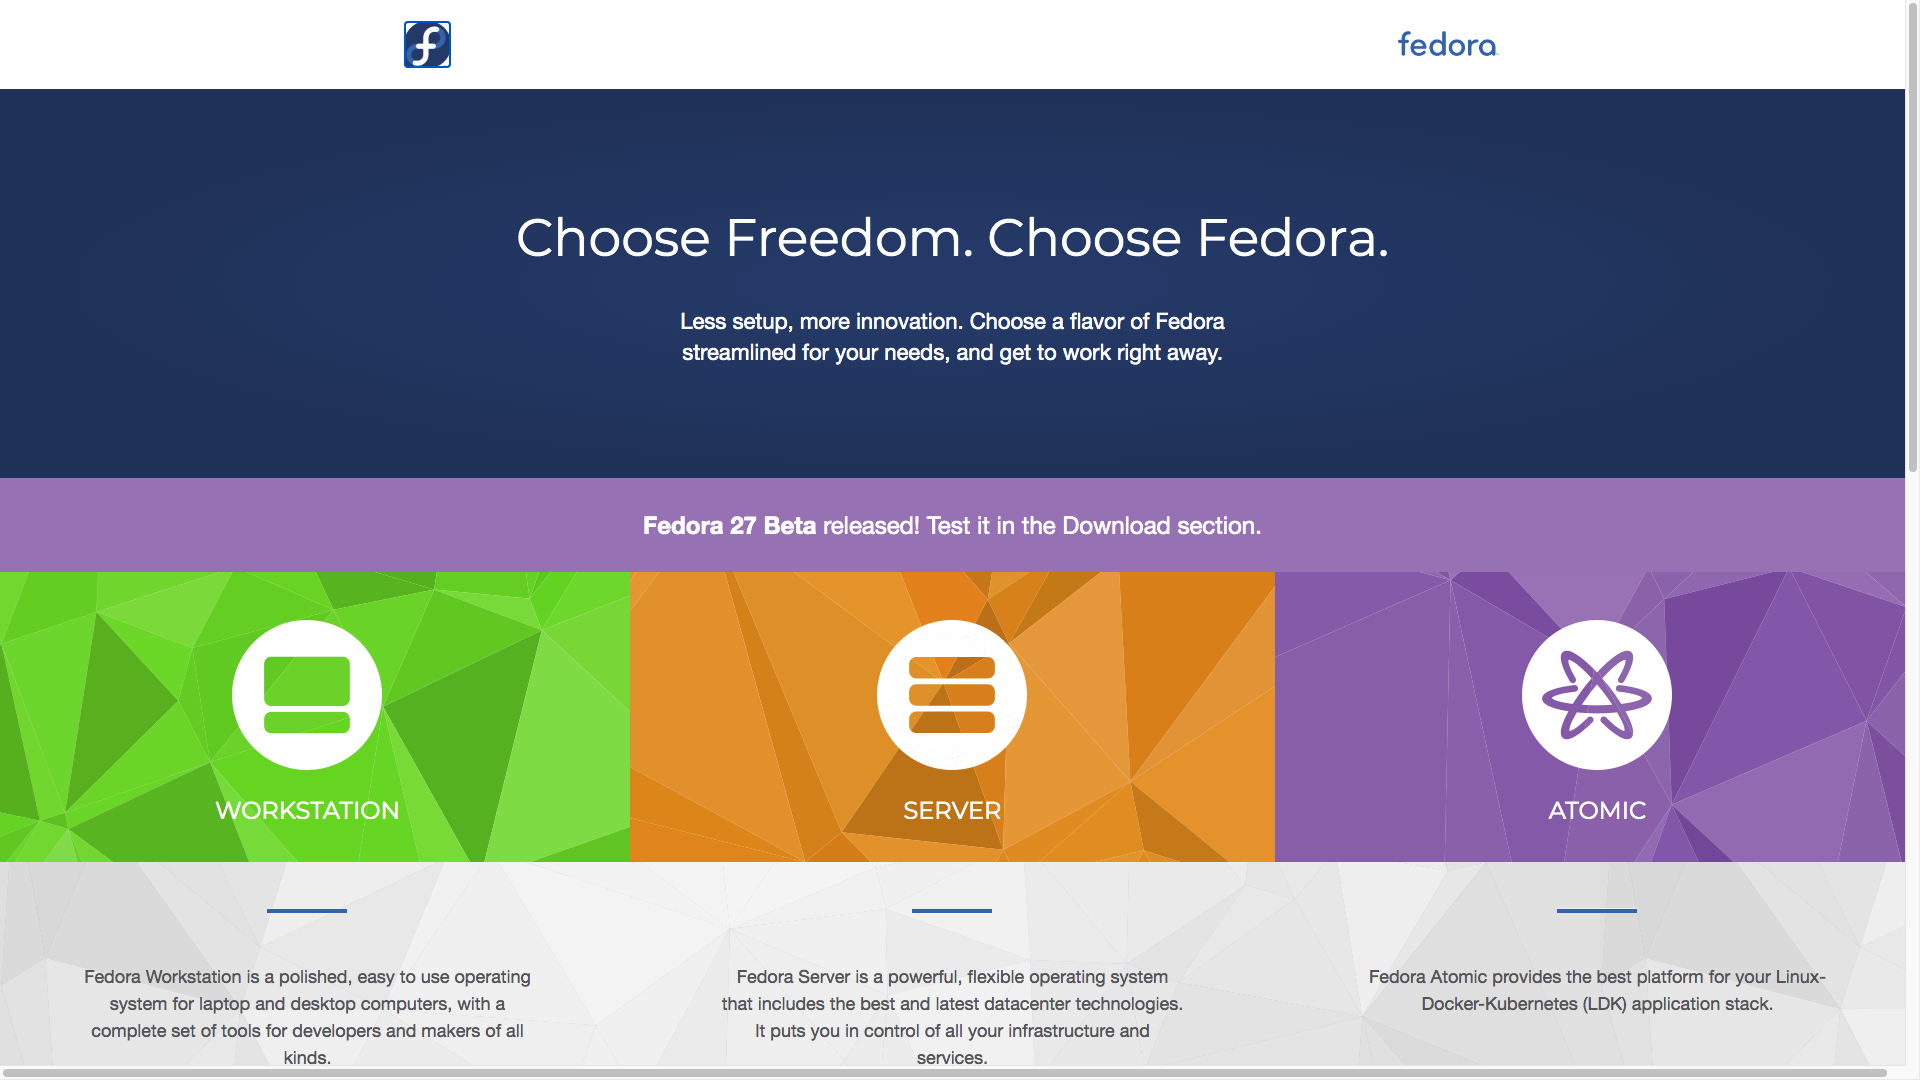 fedora
Choose Freedom. Choose Fedora.
Less setup, more innovation. Choose a flavor of Fedora
streamlined for your needs, and get to work right away.
Fedora 27 Beta released! Test it in the Download section.
WORKSTATION
SERVER
ATOMIC
Fedora Workstation is a polished, easy to use operating
system for laptop and desktop computers, with a
complete set of tools for developers and makers of all
kinds.
Fedora Server is a powerful, flexible operating system
that includes the best and latest datacenter technologies.
It puts you in control of all your infrastructure and
services.
Fedora Atomic provides the best platform for your Linux-
Docker-Kubernetes (LDK) application stack.